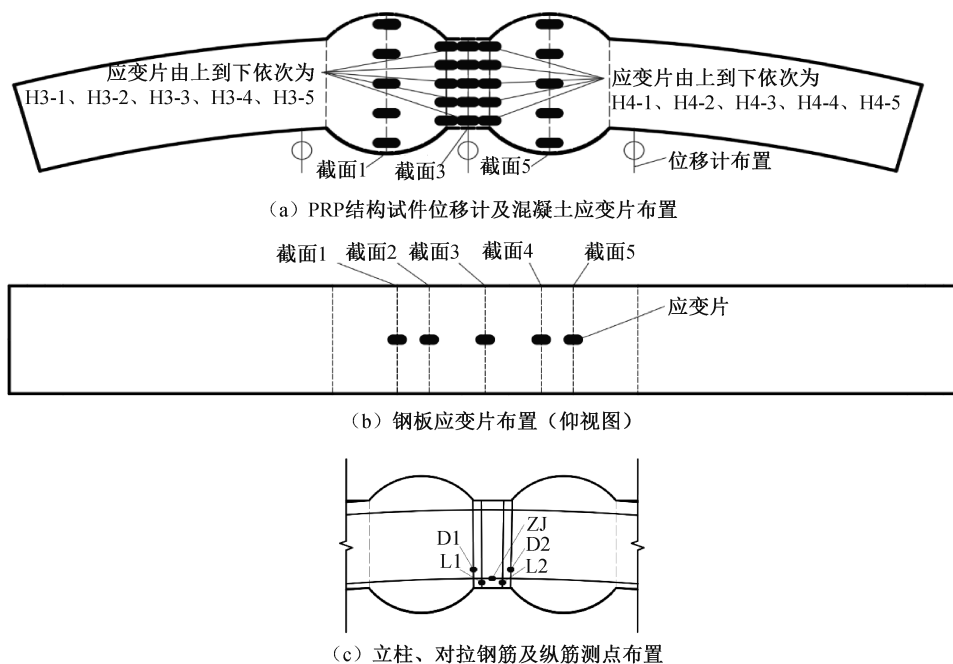 应变片由上到下依次为
H3-1、H3-2、H3-3、H3-4、H3-5
应变片由上到下依次为
H4-1、H4-2、H4-3、H4-4、H4-5
截面1
截面3
截面5
位移计布置
（a）PRP结构试件位移计及混凝土应变片布置
截面1
截面2
截面3
截面4
截面5
应变片
（b）钢板应变片布置（仰视图）
ZJ
D1
D2
L1
L2
（c）立柱、对拉钢筋及纵筋测点布置